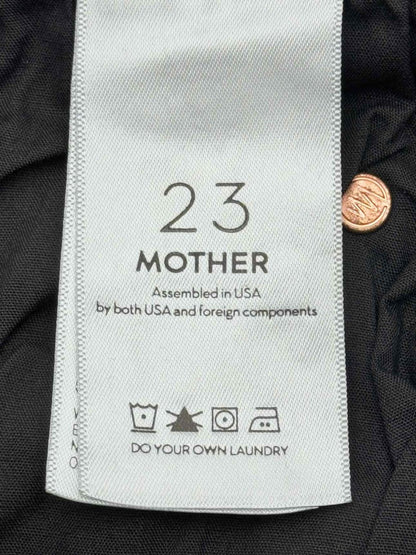 23
MOTHER
Assembled in USA
by both USA and foreign components
DO YOUR OWN LAUNDRY